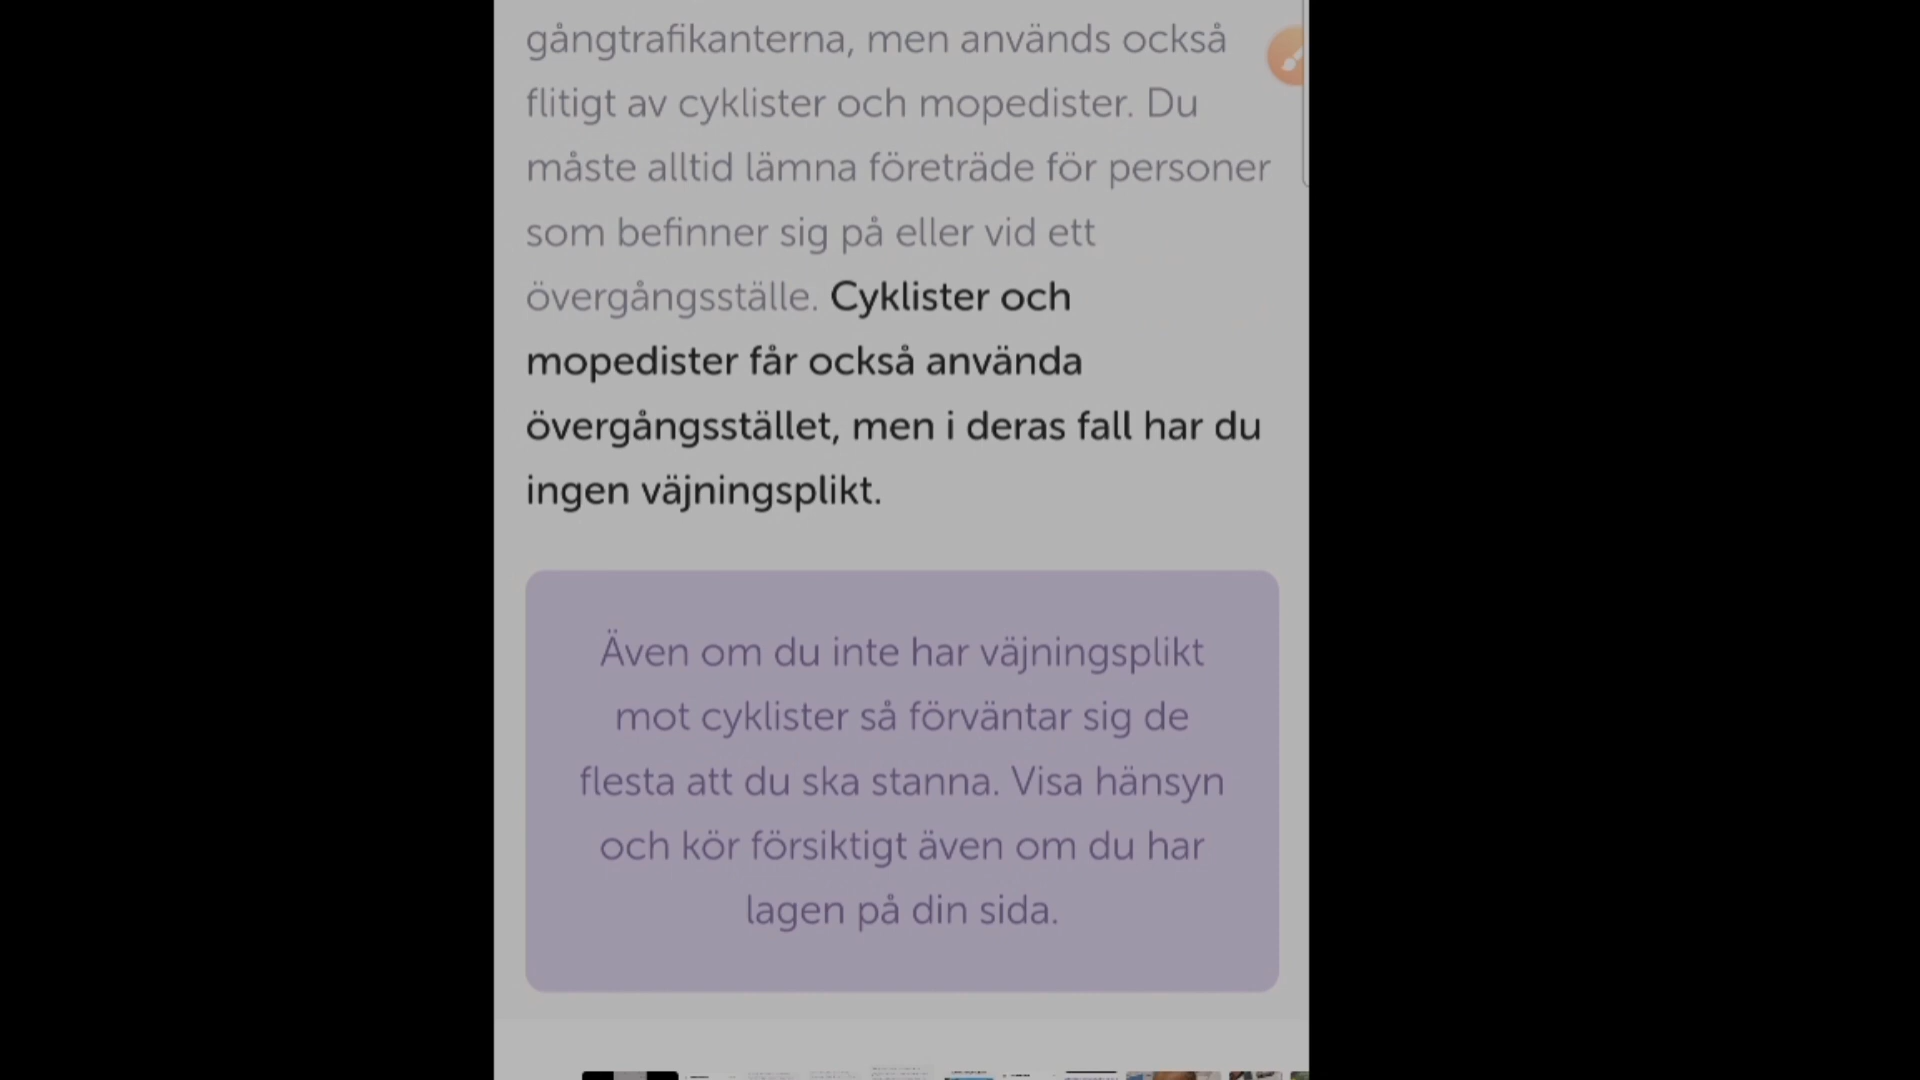 gångtrafikanterna, men används också
flitigt av cyklister och mopedister. Du
måste alltid lämna företräde för personer
som befinner sig på eller vid ett
övergångsställe. Cyklister och
mopedister får också använda
övergångsstället, men i deras fall har du
ingen väjningsplikt.
Även om du inte har väjningsplikt
mot cyklister så förväntar sig de
flesta att du ska stanna. Visa hänsyn
och kör försiktigt även om du har
lagen på din sida.